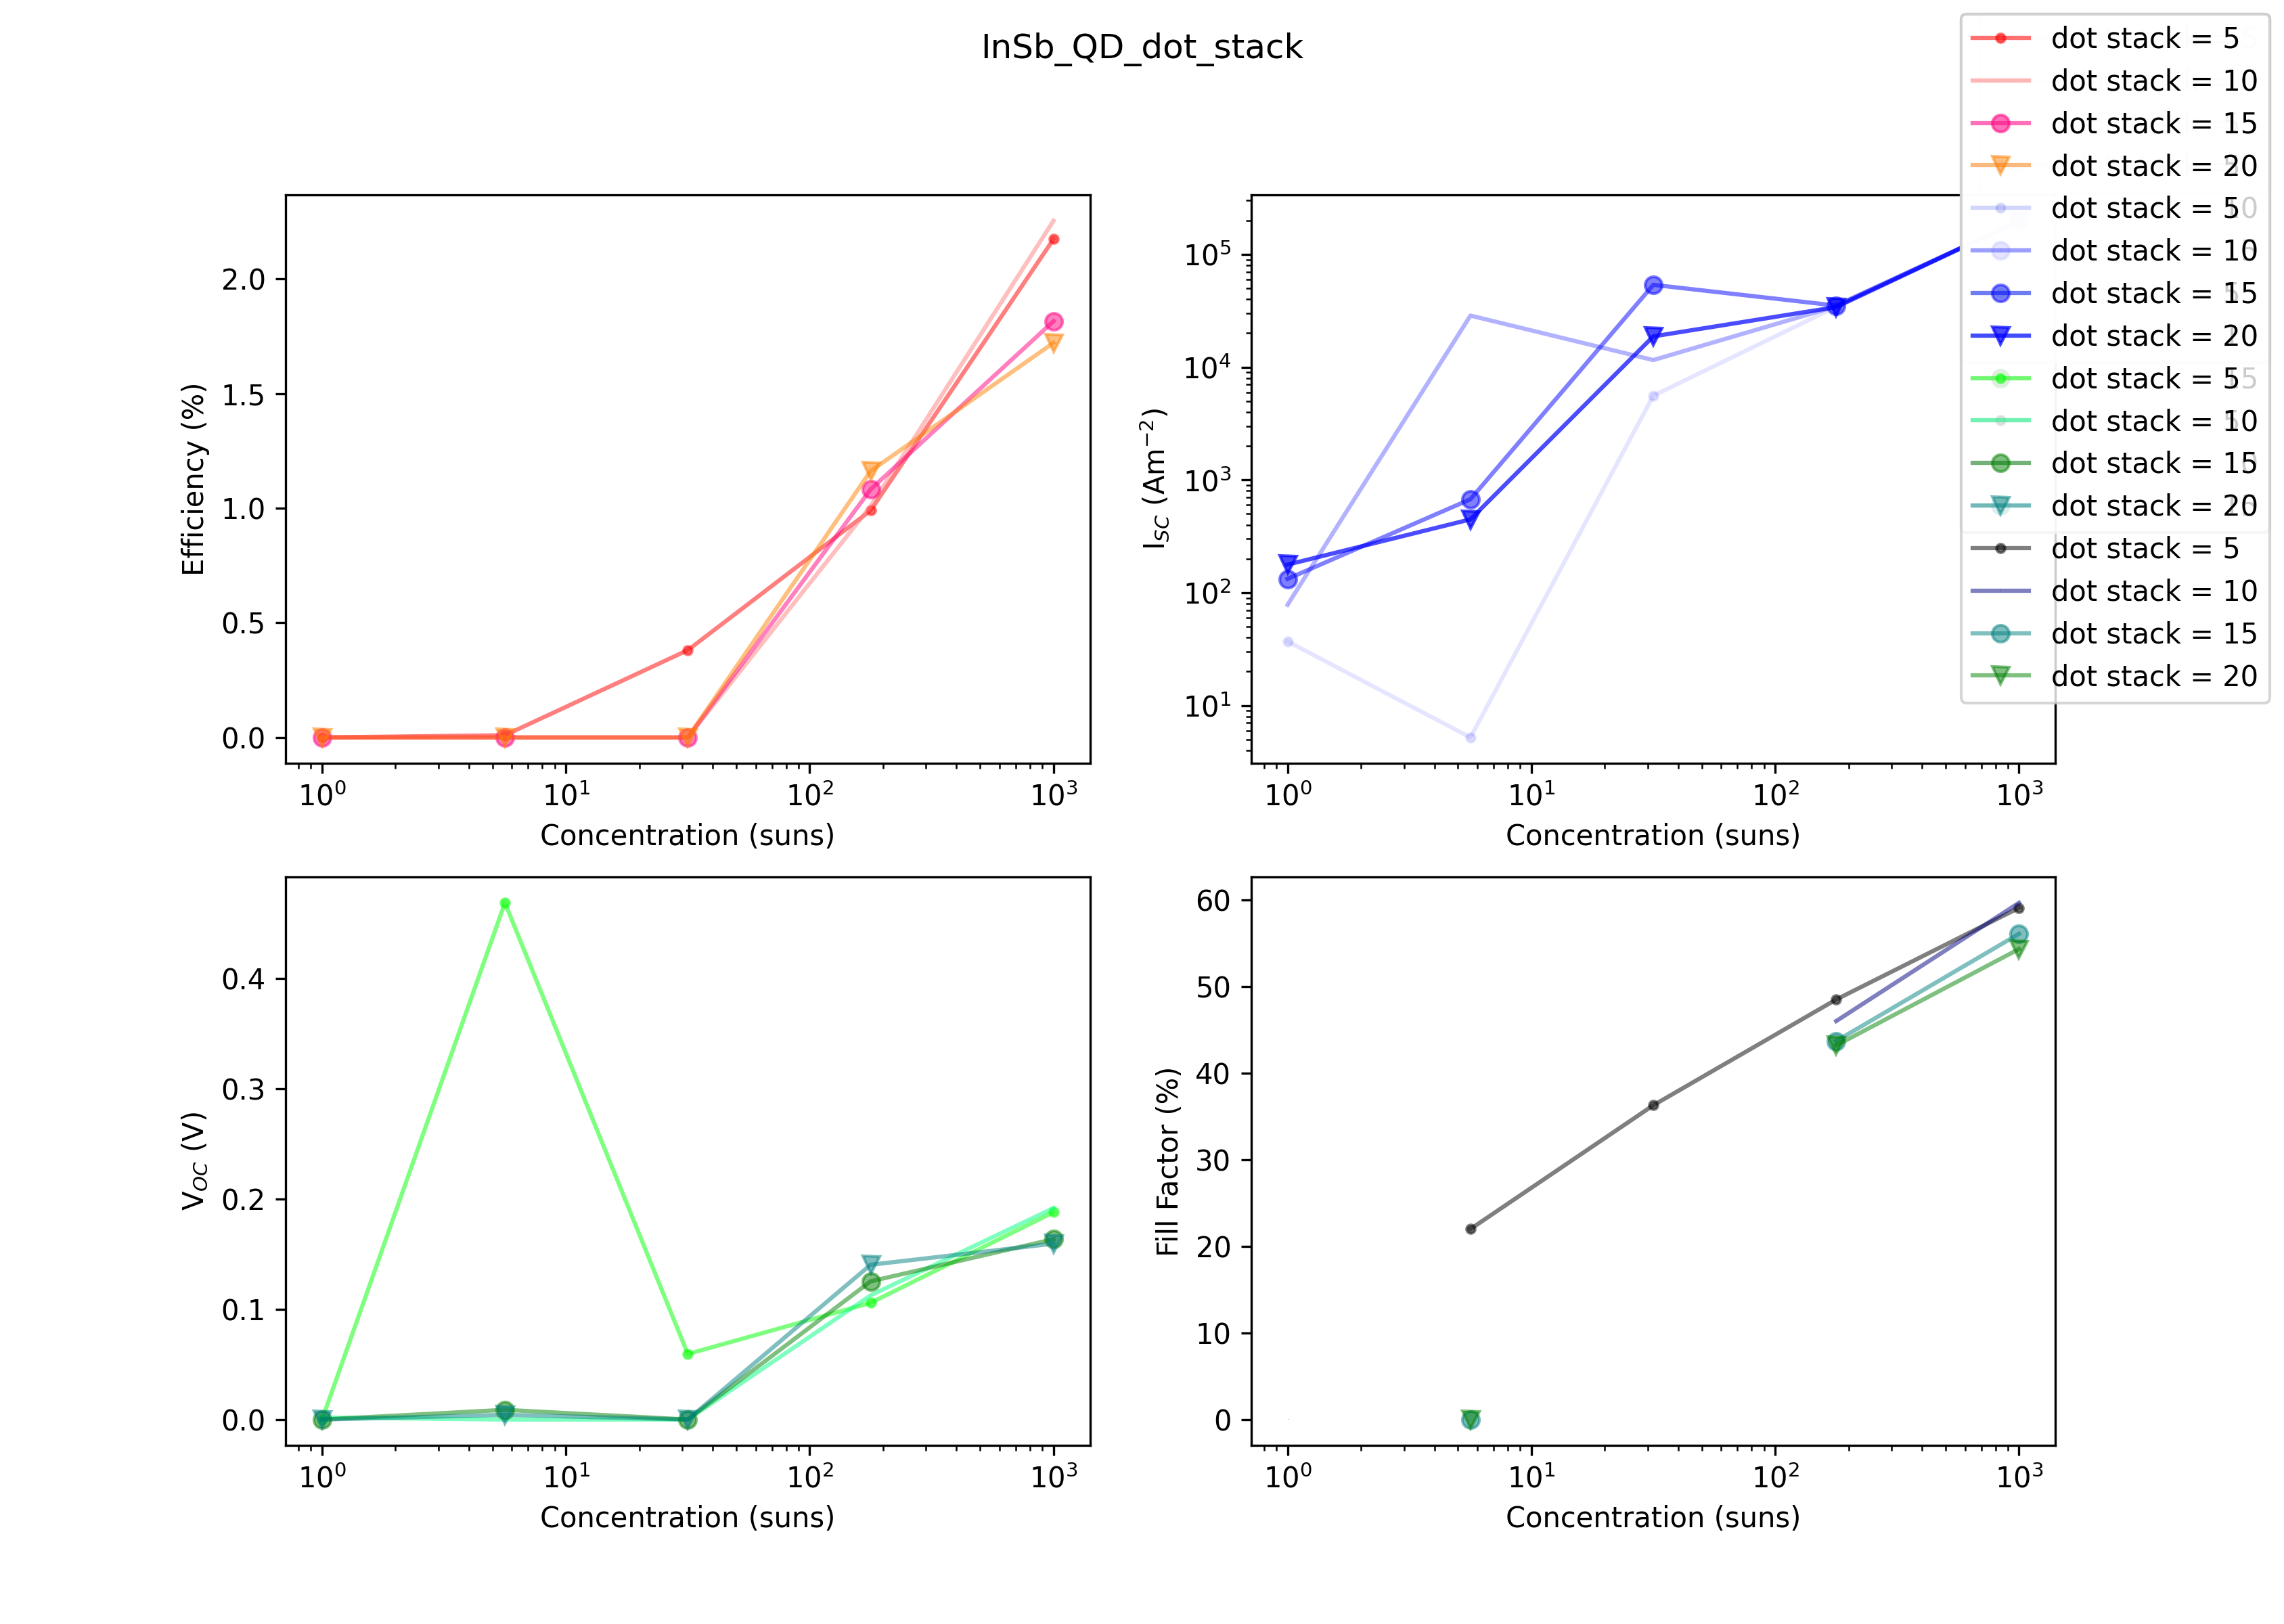 InSb_QD_dot_stack
dot stack = 5
dot stack = 10
dot stack = 15
dot stack = 20
dot stack = 5
dot stack = 10
dot stack = 15
dot stack = 20
dot stack = 5
dot stack = 10
dot stack = 15
dot stack = 20
dot stack = 5
dot stack = 10
dot stack = 15
dot stack = 20
Efficiency (%)
2.0
1.5
1.0
0.5
0.0
10⁰ 10¹ 10² 10³
Concentration (suns)
I_SC (Am⁻²)
10⁵
10⁴
10³
10²
10¹
10⁰ 10¹ 10² 10³
Concentration (suns)
V_OC (V)
0.4
0.3
0.2
0.1
0.0
10⁰ 10¹ 10² 10³
Concentration (suns)
Fill Factor (%)
60
50
40
30
20
10
0
10⁰ 10¹ 10² 10³
Concentration (suns)